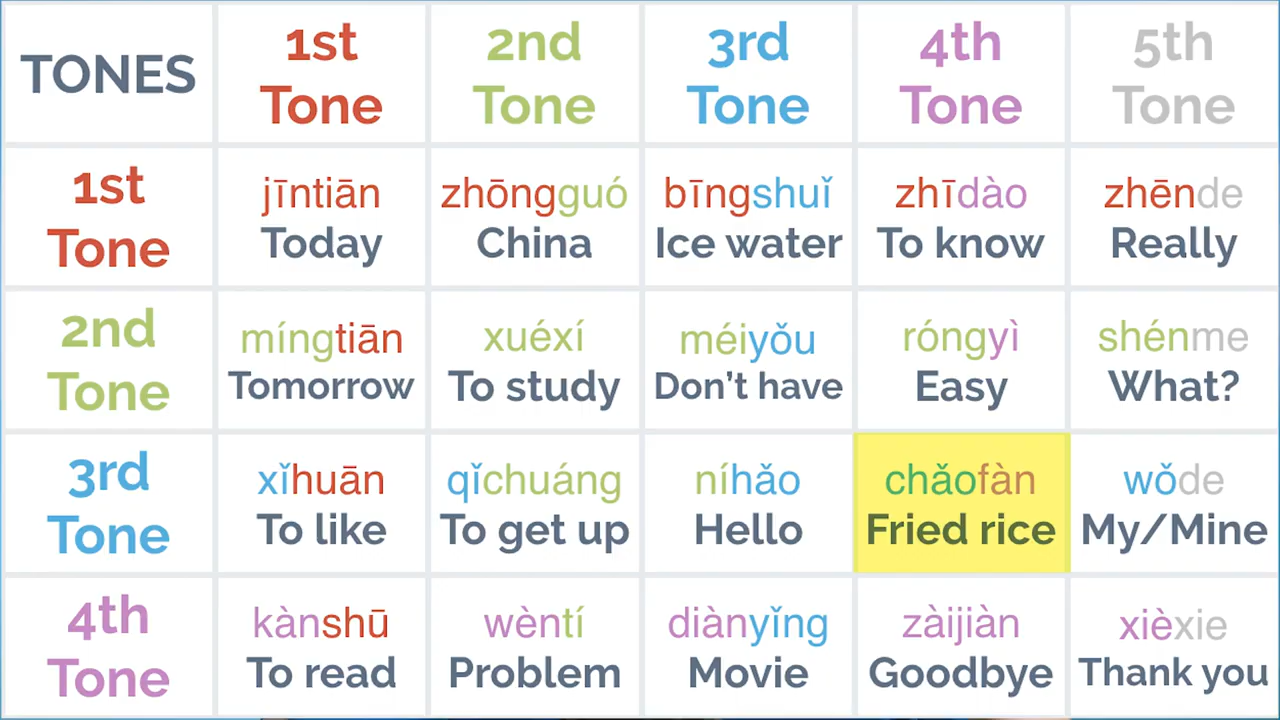 TONES
1st Tone
2nd Tone
3rd Tone
4th Tone
5th Tone
1st Tone
jīntiān
Today
zhōngguó
China
bīngshuǐ
Ice water
zhīdào
To know
zhēnde
Really
2nd Tone
míngtiān
Tomorrow
xuéxí
To study
méiyǒu
Don't have
róngyì
Easy
shénme
What?
3rd Tone
xǐhuān
To like
qǐchuáng
To get up
níhǎo
Hello
chǎofàn
Fried rice
wǒde
My/Mine
4th Tone
kànshū
To read
wèntí
Problem
diànyǐng
Movie
zàijiàn
Goodbye
xièxie
Thank you